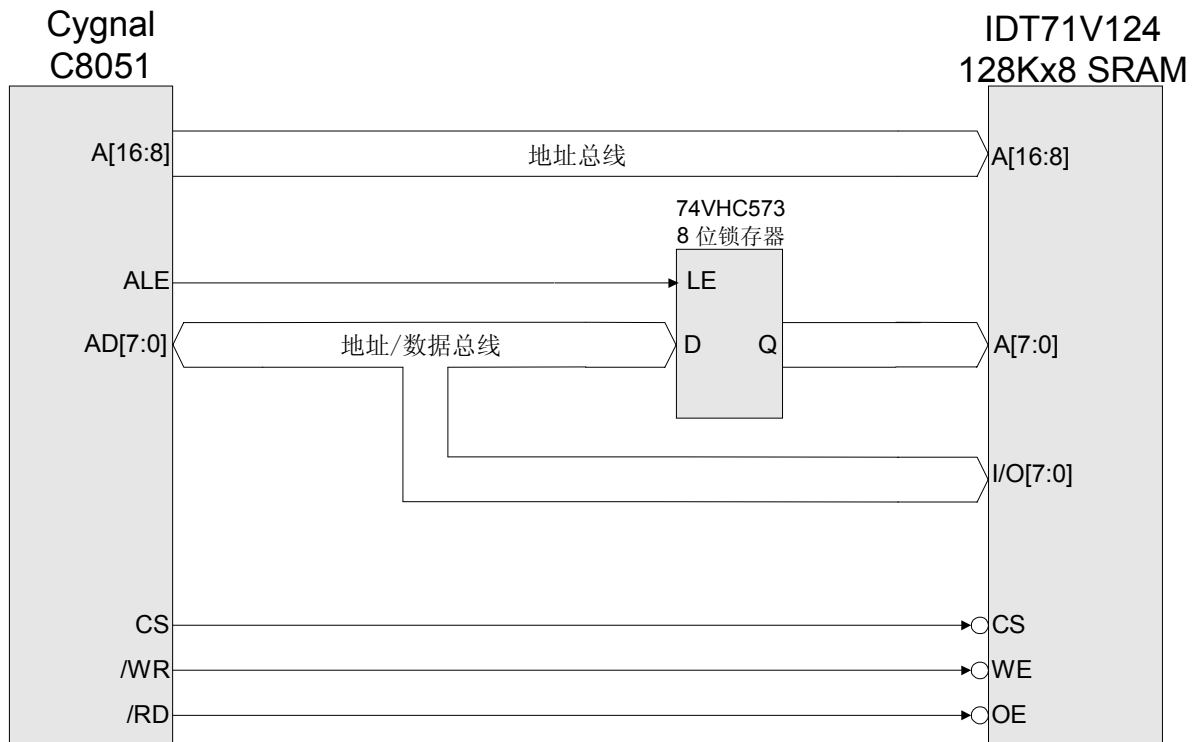 Cygnal
C8051
IDT71V124
128Kx8 SRAM
A[16:8]
地址总线
A[16:8]
74VHC573
8 位锁存器
ALE
LE
AD[7:0]
地址/数据总线
D
Q
A[7:0]
I/O[7:0]
CS
CS
/WR
WE
/RD
OE